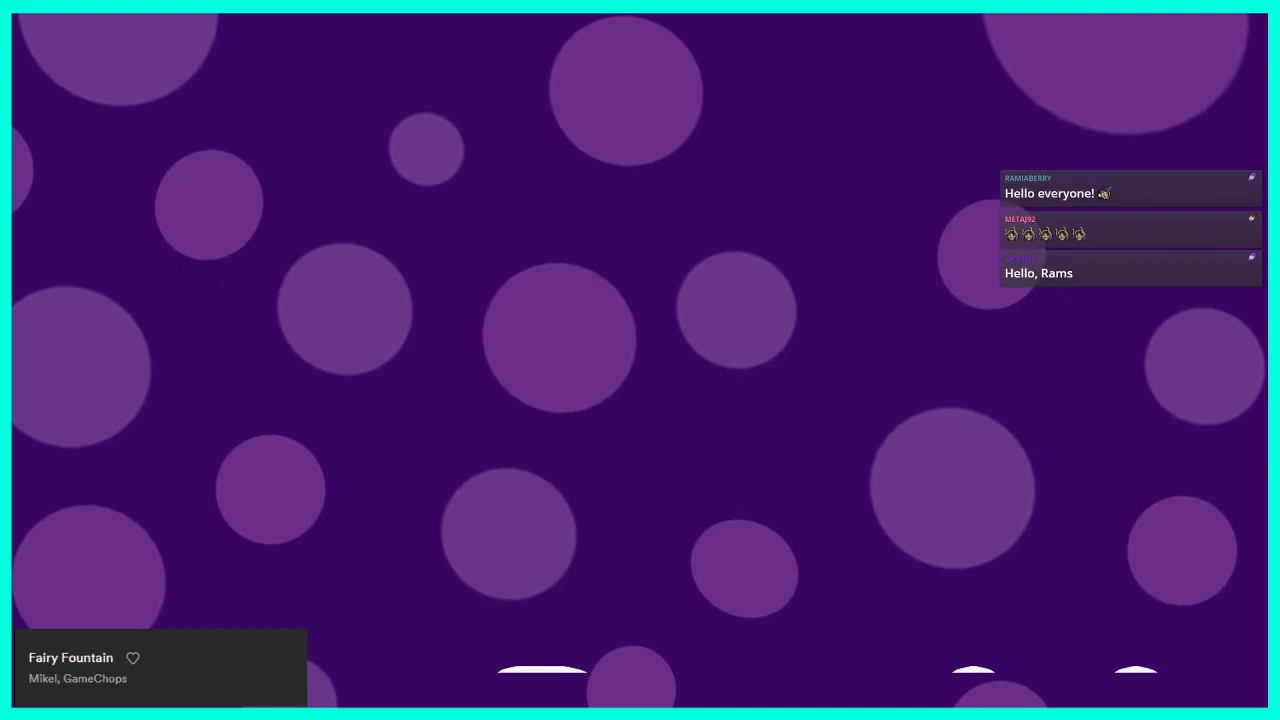 RAMIABERRY
Hello everyone!
METAJ92
Hello, Rams
Fairy Fountain
Mikel, GameChops